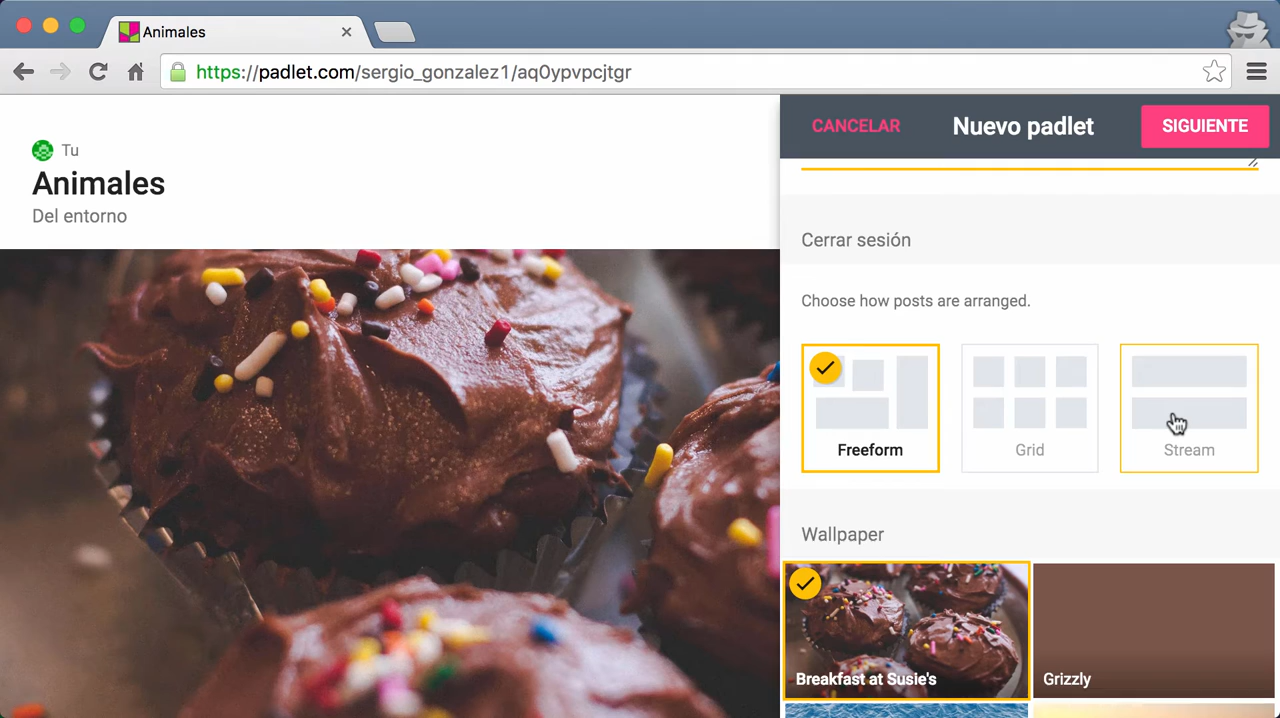 Animales
https://padlet.com/sergio_gonzalez1/aq0ypvpcjtgr
Tu
Animales
Del entorno
CANCELAR
Nuevo padlet
SIGUIENTE
Cerrar sesión
Choose how posts are arranged.
Freeform
Grid
Stream
Wallpaper
Breakfast at Susie's
Grizzly